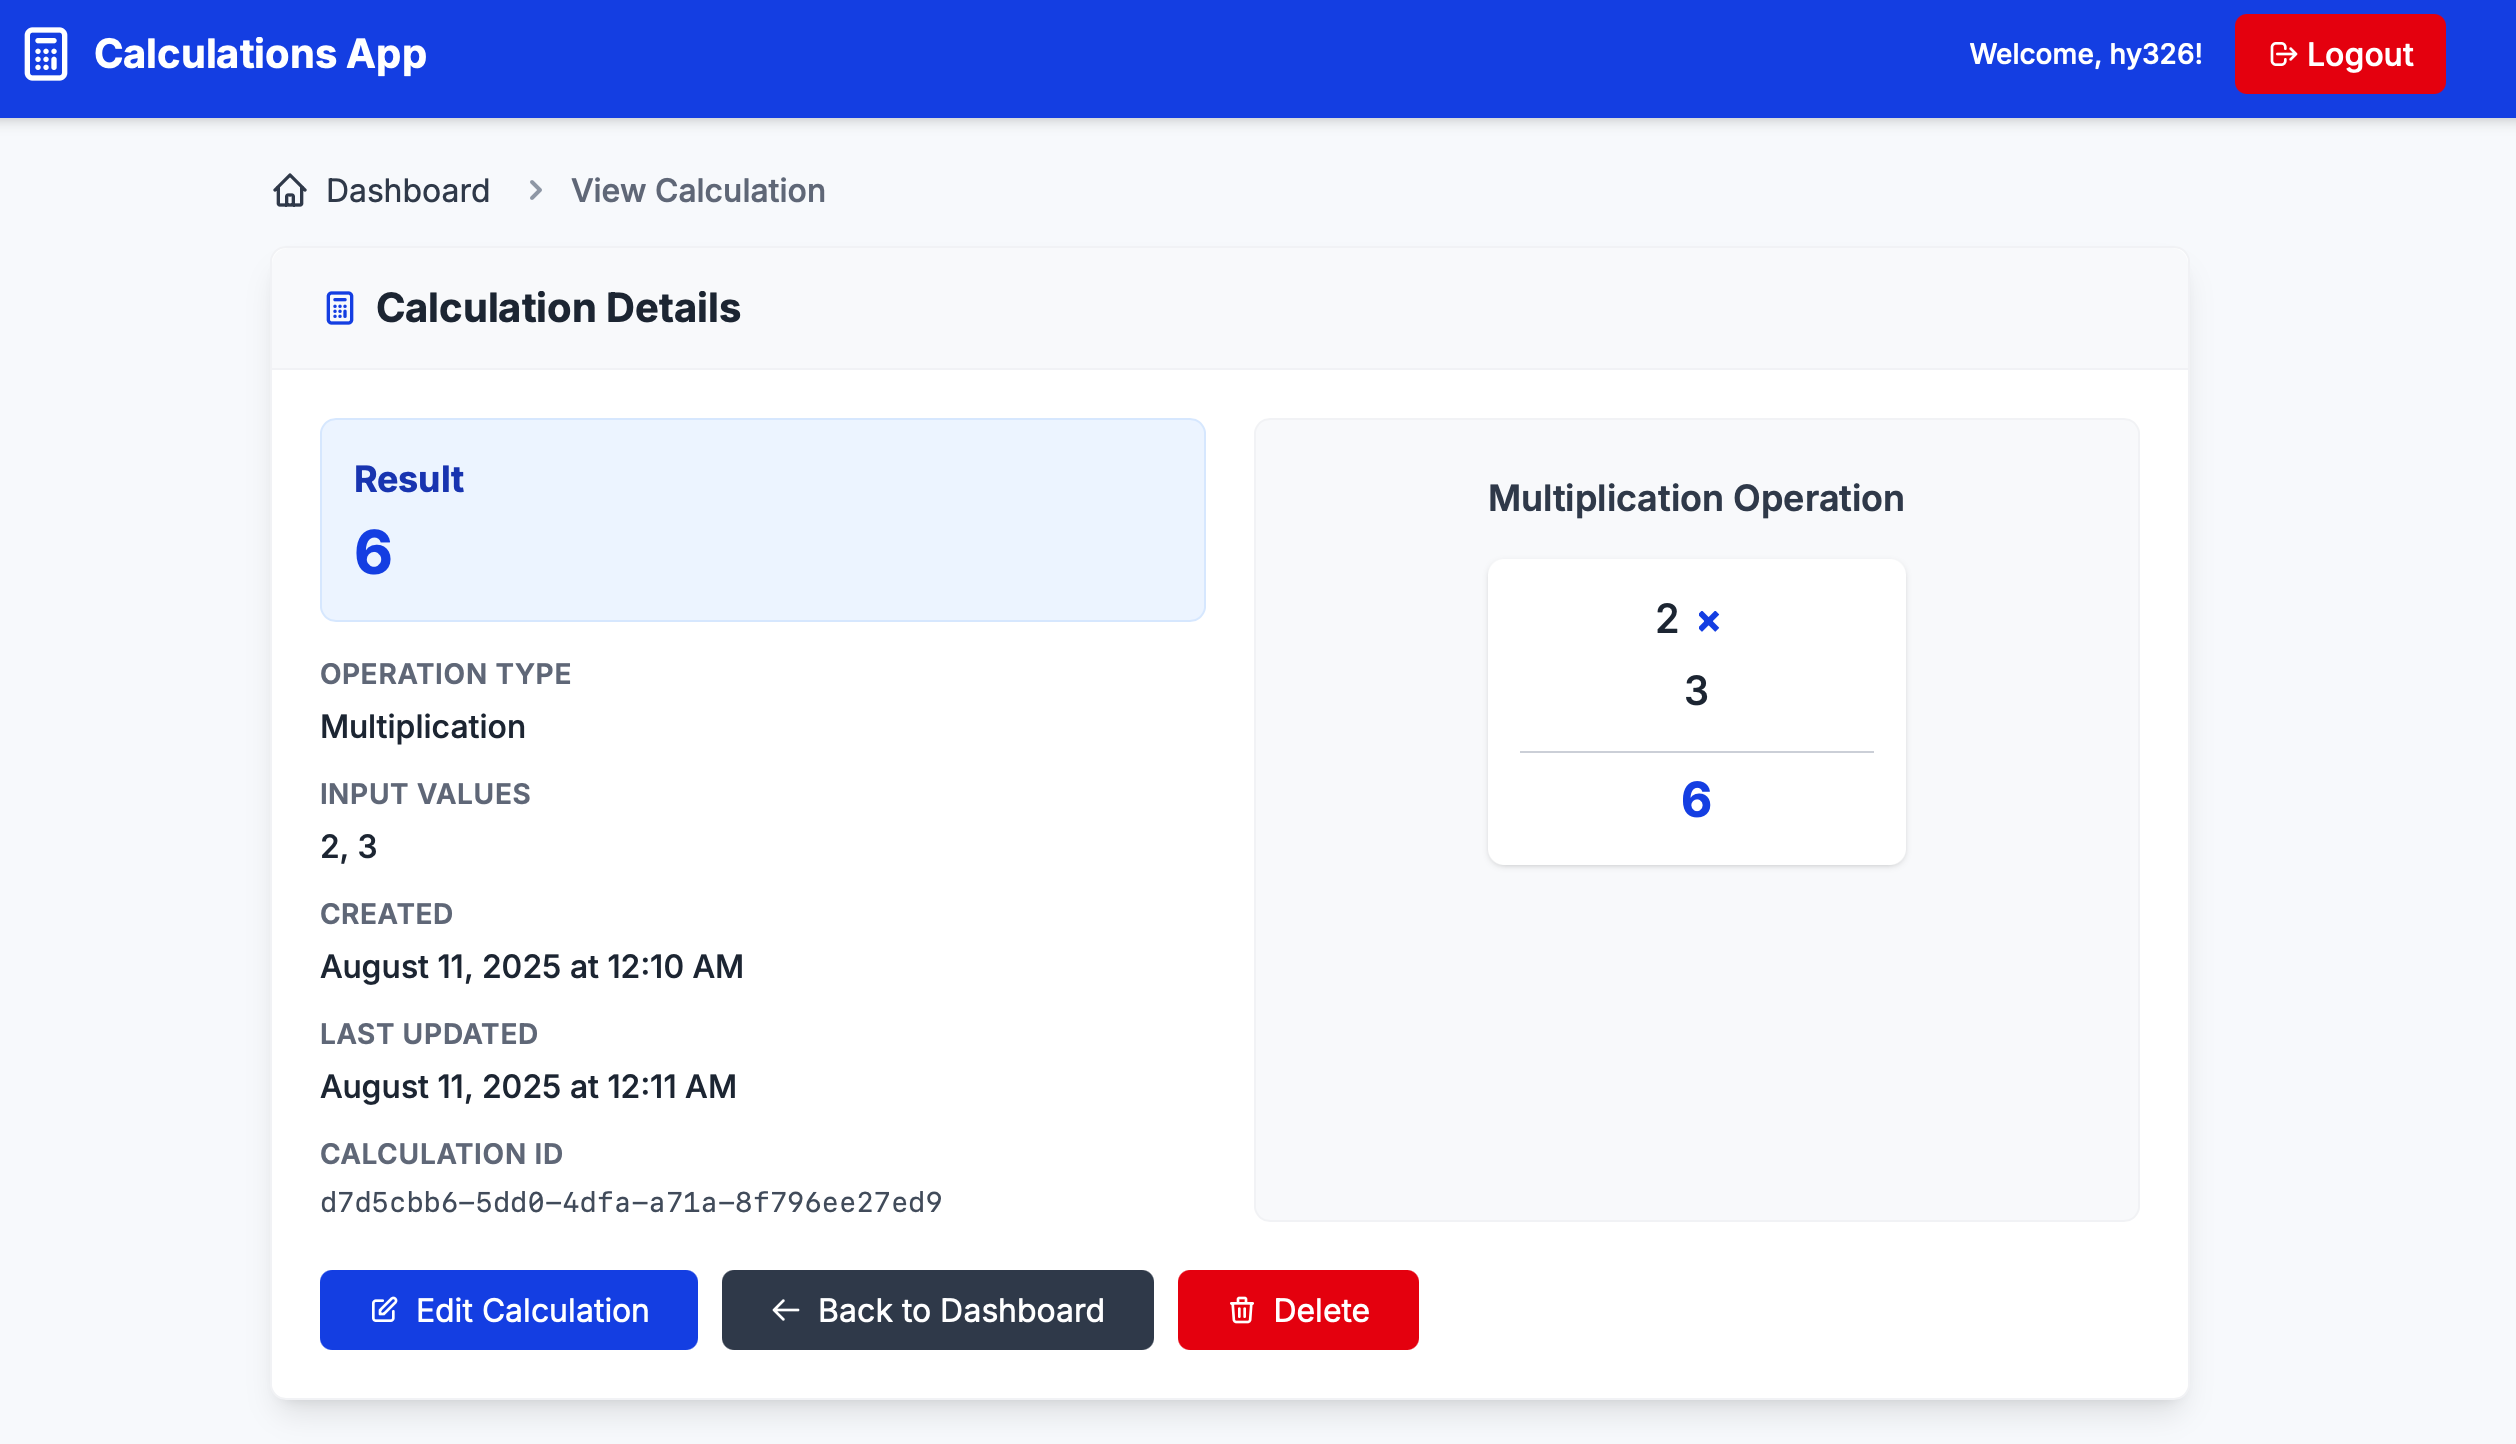 Calculations App
Welcome, hy326!
Logout
Dashboard
View Calculation
Calculation Details
Result
6
OPERATION TYPE
Multiplication
INPUT VALUES
2, 3
CREATED
August 11, 2025 at 12:10 AM
LAST UPDATED
August 11, 2025 at 12:11 AM
CALCULATION ID
d7d5cbb6-5dd0-4dfa-a71a-8f796ee27ed9
Multiplication Operation
2 ×
3
6
Edit Calculation
Back to Dashboard
Delete